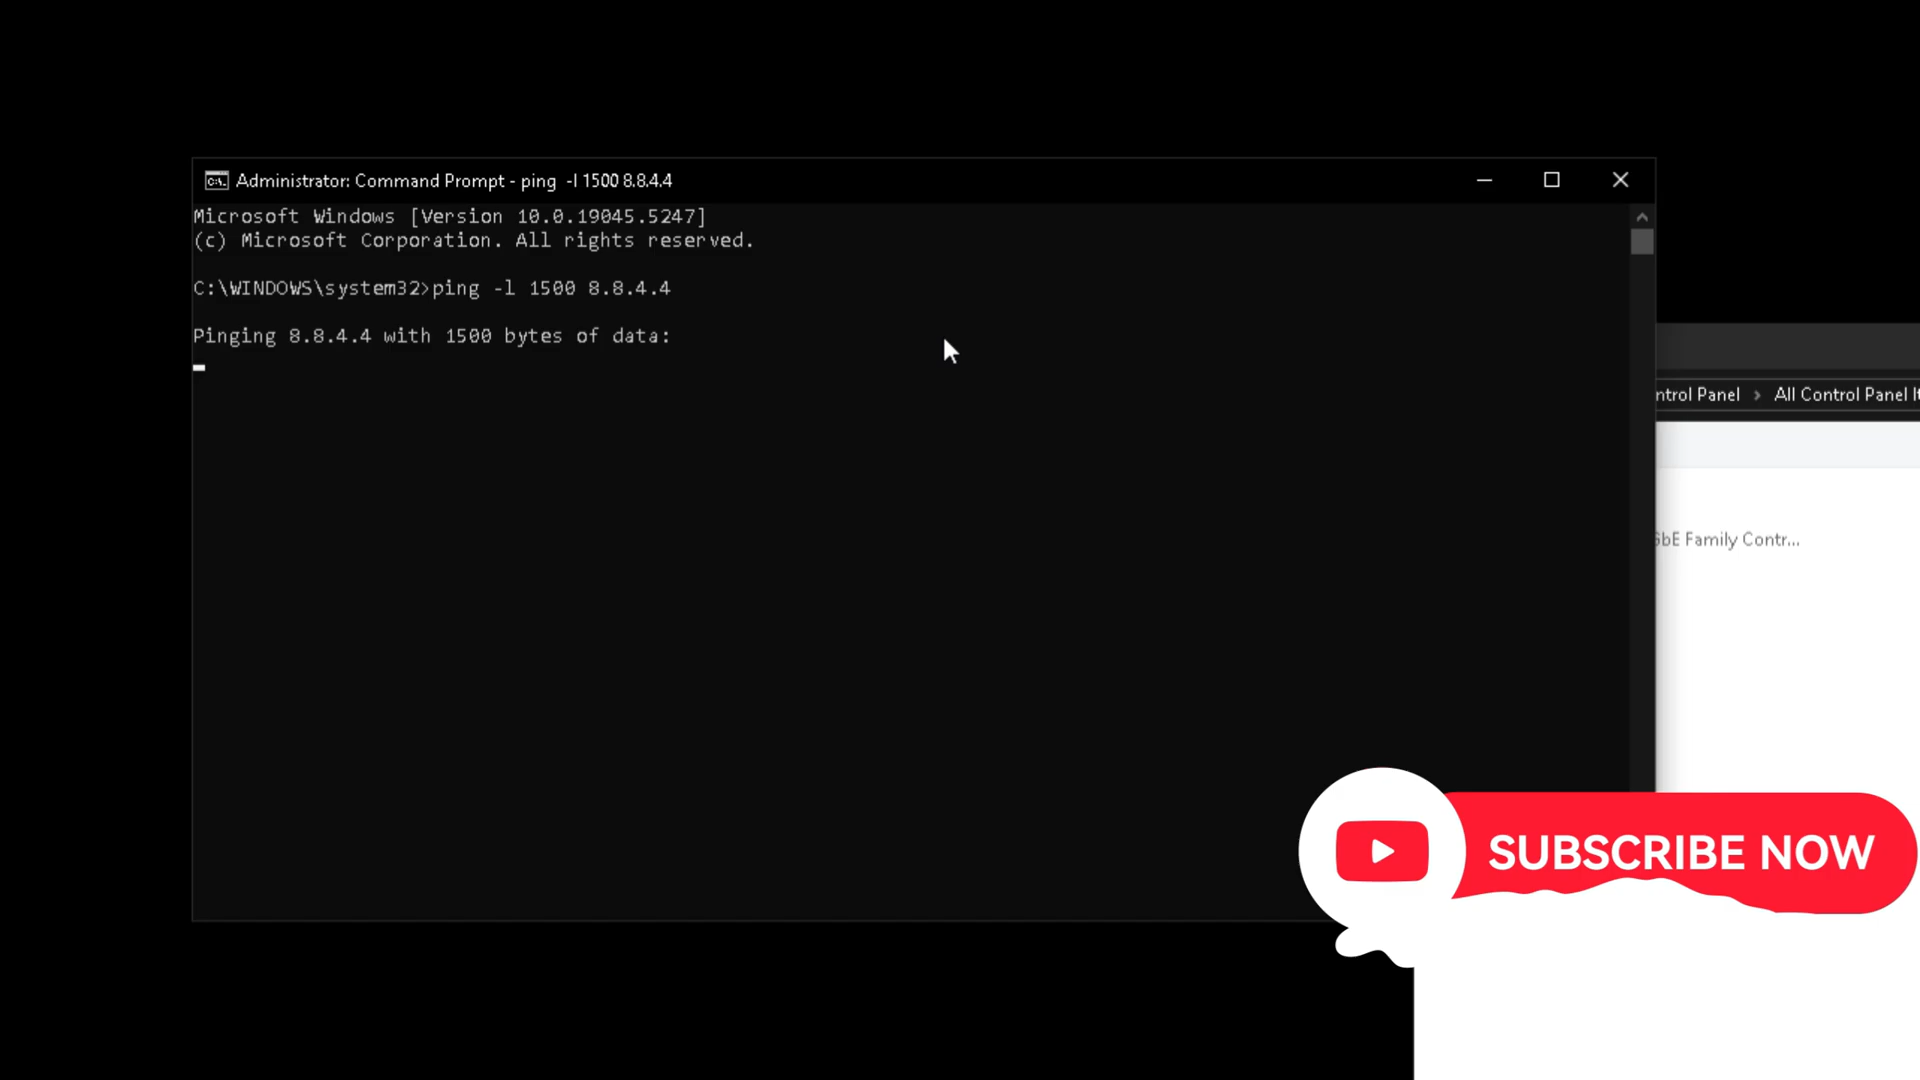 Administrator: Command Prompt - ping  -l 1500 8.8.4.4
Microsoft Windows [Version 10.0.19045.5247]
(c) Microsoft Corporation. All rights reserved.
C:\WINDOWS\system32>ping -l 1500 8.8.4.4
Pinging 8.8.4.4 with 1500 bytes of data:
ntrol Panel > All Control Panel It
GbE Family Contr...
SUBSCRIBE NOW